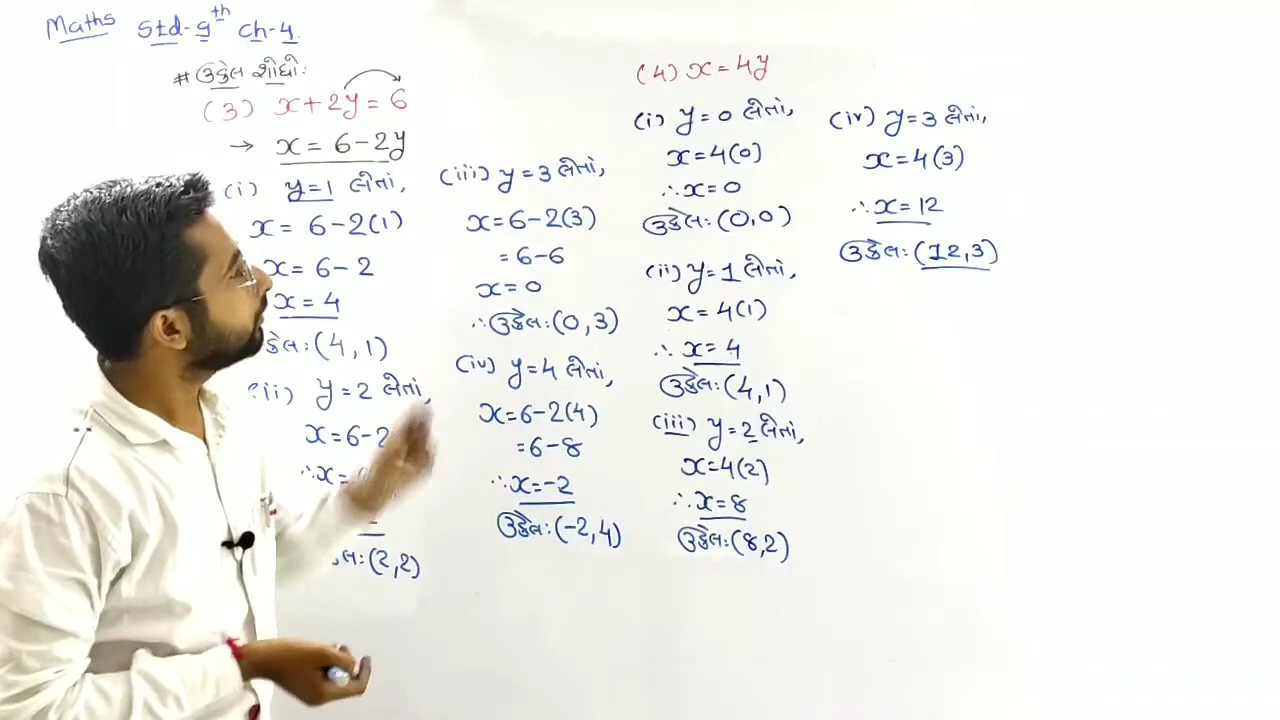 Maths Std-9th Ch-4.
# ઉકેલ શોધો:
(3) x+2y=6
→ x=6-2y
(i) y=1 લેતાં,
x=6-2(1)
x=6-2
x=4
(4,1)
y=2 લેતાં,
x=6-2
∴x=
(2,2)
(iii) y=3 લેતાં,
x=6-2(3)
=6-6
x=0
∴ઉકેલ:(0,3)
(iv) y=4 લેતાં,
x=6-2(4)
=6-8
∴x=-2
ઉકેલ:(-2,4)
(4) x=4y
(i) y=0 લેતાં,
x=4(0)
∴x=0
ઉકેલ:(0,0)
(ii) y=1 લેતાં,
x=4(1)
∴ x=4
ઉકેલ:(4,1)
(iii) y=2 લેતાં,
x=4(2)
∴x=8
ઉકેલ:(8,2)
(iv) y=3 લેતાં,
x=4(3)
∴x=12
ઉકેલ:(12,3)